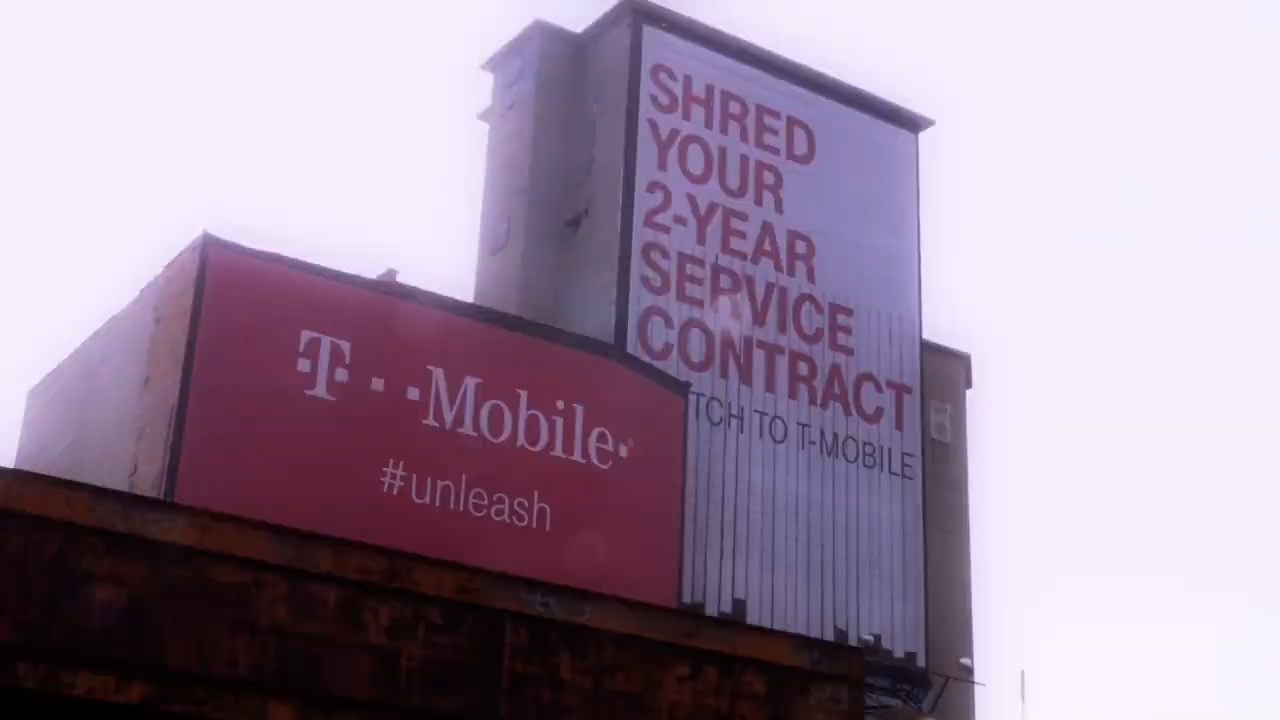 SHRED
YOUR
2-YEAR
SERVICE
CONTRACT
TCH TO T-MOBILE
T··Mobile·
#unleash